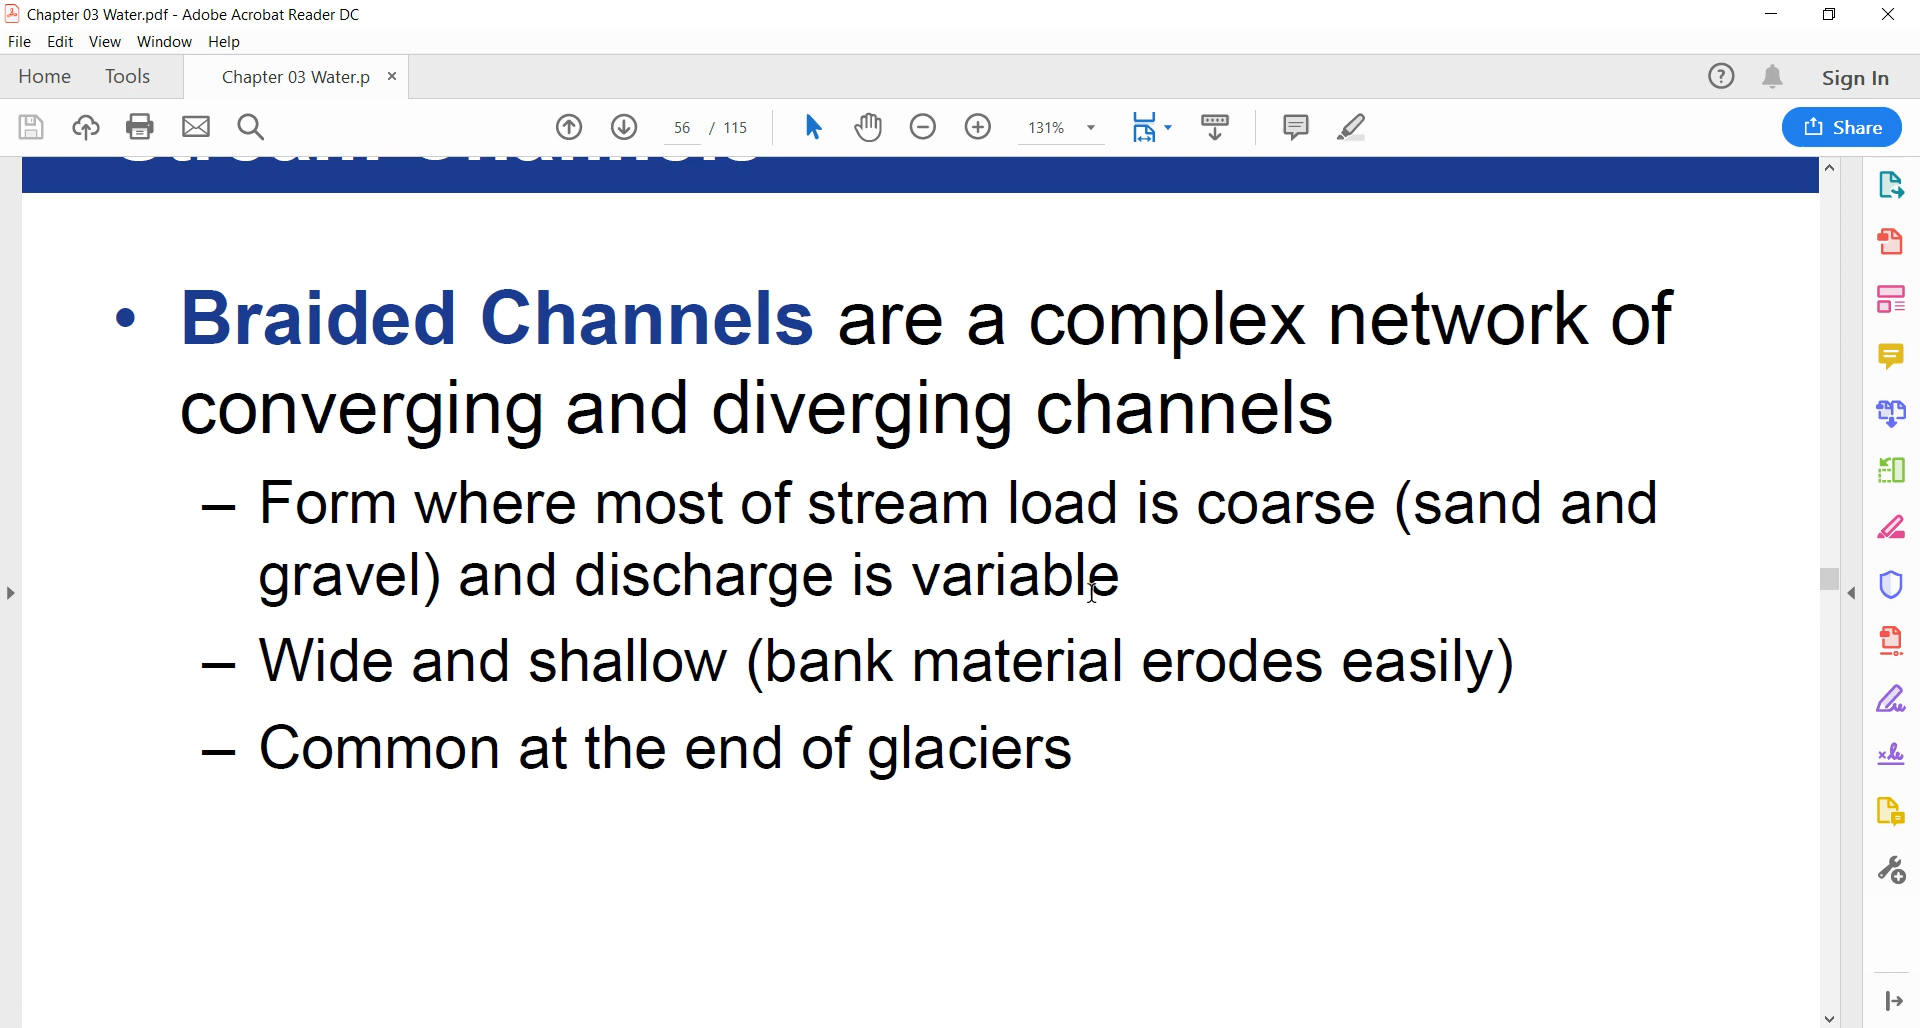 Chapter 03 Water.pdf - Adobe Acrobat Reader DC
File Edit View Window Help
Home Tools Chapter 03 Water.p × Sign In
56 / 115 131% Share
Stream Channels
• Braided Channels are a complex network of
converging and diverging channels
– Form where most of stream load is coarse (sand and
gravel) and discharge is variable
– Wide and shallow (bank material erodes easily)
– Common at the end of glaciers